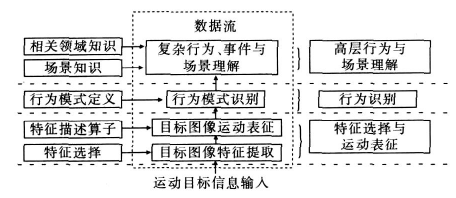 数据流
相关领域知识
场景知识
复杂行为、事件与
场景理解
高层行为与
场景理解
行为模式定义
行为模式识别
行为识别
特征描述算子
目标图像运动表征
特征选择与
运动表征
特征选择
目标图像特征提取
运动目标信息输入